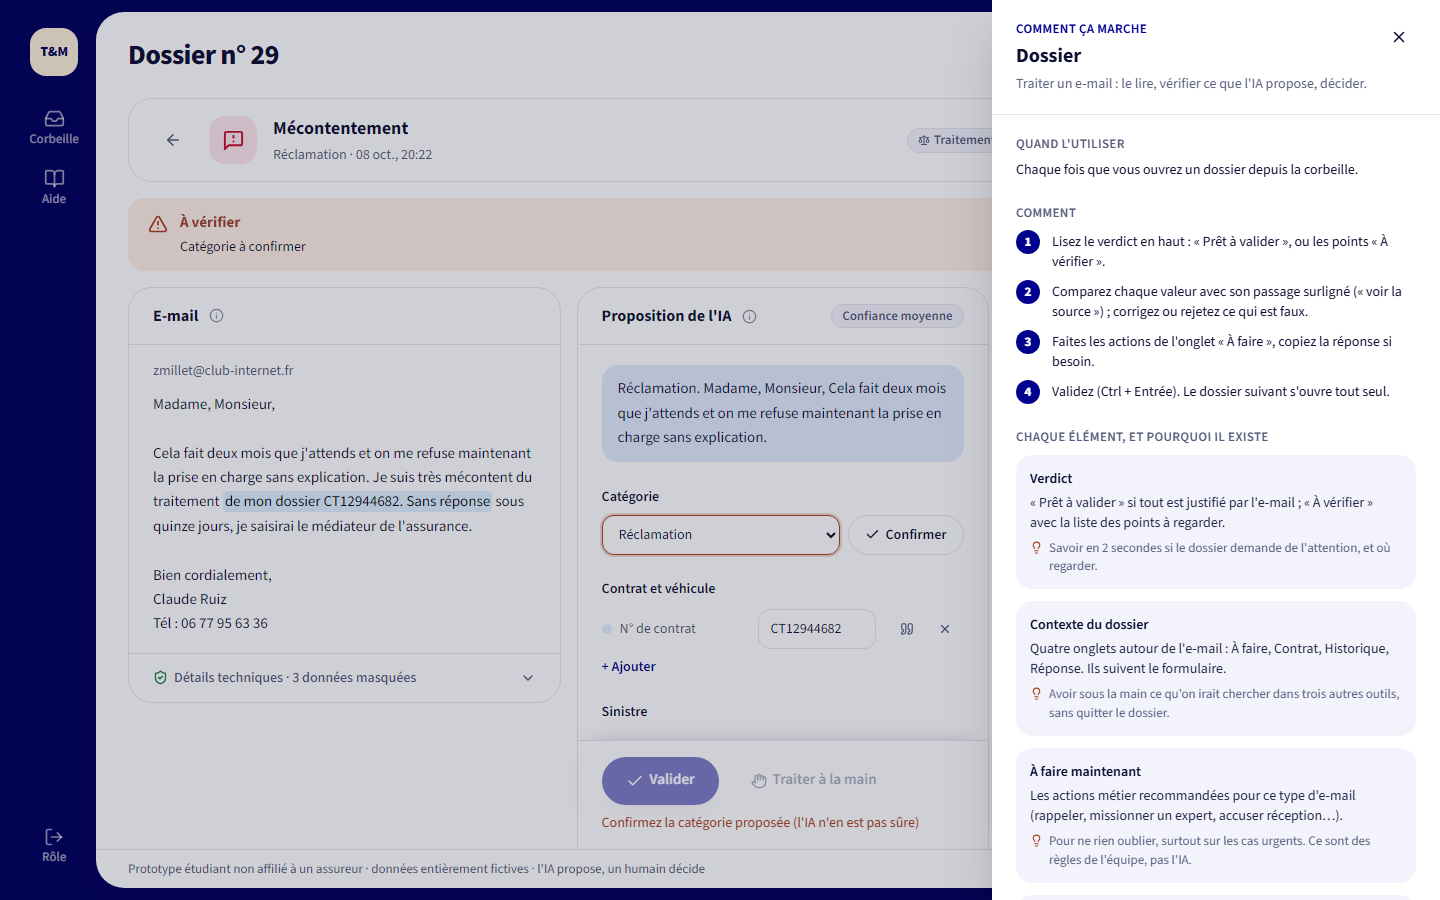 T&M
Corbeille
Aide
Rôle
Dossier n° 29
Mécontentement
Réclamation · 08 oct., 20:22
Traitement
À vérifier
Catégorie à confirmer
E-mail
zmillet@club-internet.fr
Madame, Monsieur,
Cela fait deux mois que j'attends et on me refuse maintenant
la prise en charge sans explication. Je suis très mécontent du
traitement de mon dossier CT12944682. Sans réponse sous
quinze jours, je saisirai le médiateur de l'assurance.
Bien cordialement,
Claude Ruiz
Tél : 06 77 95 63 36
Détails techniques · 3 données masquées
Proposition de l'IA
Confiance moyenne
Réclamation. Madame, Monsieur, Cela fait deux mois
que j'attends et on me refuse maintenant la prise en
charge sans explication.
Catégorie
Réclamation
Confirmer
Contrat et véhicule
N° de contrat
CT12944682
+ Ajouter
Sinistre
Valider
Traiter à la main
Confirmez la catégorie proposée (l'IA n'en est pas sûre)
Prototype étudiant non affilié à un assureur · données entièrement fictives · l'IA propose, un humain décide
COMMENT ÇA MARCHE
Dossier
Traiter un e-mail : le lire, vérifier ce que l'IA propose, décider.
QUAND L'UTILISER
Chaque fois que vous ouvrez un dossier depuis la corbeille.
COMMENT
1 Lisez le verdict en haut : « Prêt à valider », ou les points « À
vérifier ».
2 Comparez chaque valeur avec son passage surligné (« voir la
source ») ; corrigez ou rejetez ce qui est faux.
3 Faites les actions de l'onglet « À faire », copiez la réponse si
besoin.
4 Validez (Ctrl + Entrée). Le dossier suivant s'ouvre tout seul.
CHAQUE ÉLÉMENT, ET POURQUOI IL EXISTE
Verdict
« Prêt à valider » si tout est justifié par l'e-mail ; « À vérifier »
avec la liste des points à regarder.
Savoir en 2 secondes si le dossier demande de l'attention, et où
regarder.
Contexte du dossier
Quatre onglets autour de l'e-mail : À faire, Contrat, Historique,
Réponse. Ils suivent le formulaire.
Avoir sous la main ce qu'on irait chercher dans trois autres outils,
sans quitter le dossier.
À faire maintenant
Les actions métier recommandées pour ce type d'e-mail
(rappeler, missionner un expert, accuser réception…).
Pour ne rien oublier, surtout sur les cas urgents. Ce sont des
règles de l'équipe, pas l'IA.